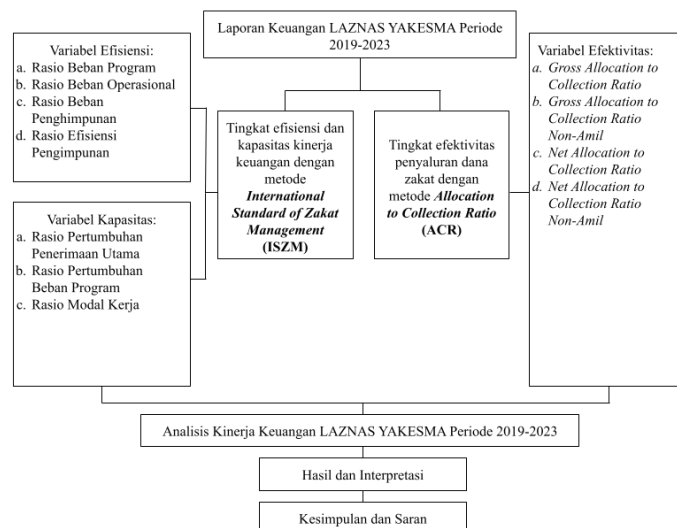 Laporan Keuangan LAZNAS YAKESMA Periode
2019-2023
Variabel Efisiensi:
a. Rasio Beban Program
b. Rasio Beban Operasional
c. Rasio Beban
Penghimpunan
d. Rasio Efisiensi
Pengimpunan
Variabel Kapasitas:
a. Rasio Pertumbuhan
Penerimaan Utama
b. Rasio Pertumbuhan
Beban Program
c. Rasio Modal Kerja
Tingkat efisiensi dan
kapasitas kinerja
keuangan dengan
metode
International
Standard of Zakat
Management
(ISZM)
Tingkat efektivitas
penyaluran dana
zakat dengan
metode Allocation
to Collection Ratio
(ACR)
Variabel Efektivitas:
a. Gross Allocation to
Collection Ratio
b. Gross Allocation to
Collection Ratio
Non-Amil
c. Net Allocation to
Collection Ratio
d. Net Allocation to
Collection Ratio
Non-Amil
Analisis Kinerja Keuangan LAZNAS YAKESMA Periode 2019-2023
Hasil dan Interpretasi
Kesimpulan dan Saran